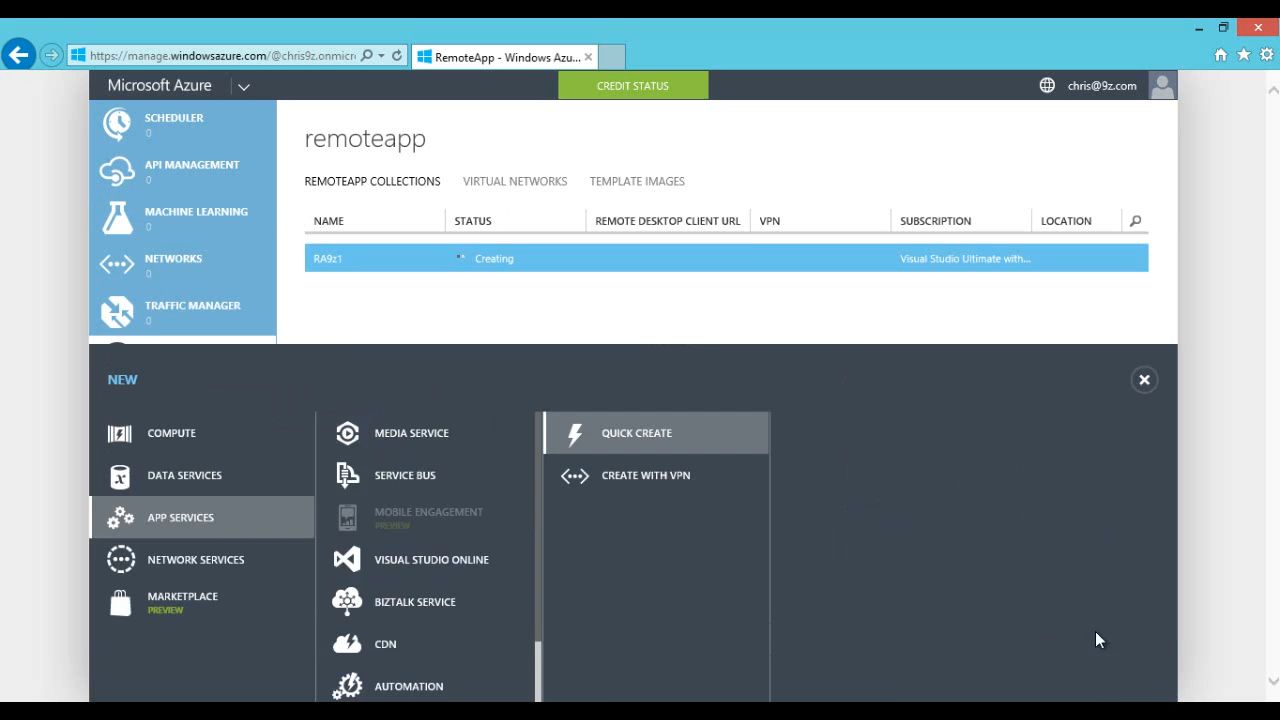 https://manage.windowsazure.com/@chris9z.onmicr
RemoteApp - Windows Azu...
Microsoft Azure
CREDIT STATUS
chris@9z.com
SCHEDULER
0
API MANAGEMENT
0
MACHINE LEARNING
0
NETWORKS
0
TRAFFIC MANAGER
0
remoteapp
REMOTEAPP COLLECTIONS VIRTUAL NETWORKS TEMPLATE IMAGES
NAME STATUS REMOTE DESKTOP CLIENT URL VPN SUBSCRIPTION LOCATION
RA9z1 Creating Visual Studio Ultimate with...
NEW
COMPUTE
DATA SERVICES
APP SERVICES
NETWORK SERVICES
MARKETPLACE
PREVIEW
MEDIA SERVICE
SERVICE BUS
MOBILE ENGAGEMENT
PREVIEW
VISUAL STUDIO ONLINE
BIZTALK SERVICE
CDN
AUTOMATION
QUICK CREATE
CREATE WITH VPN